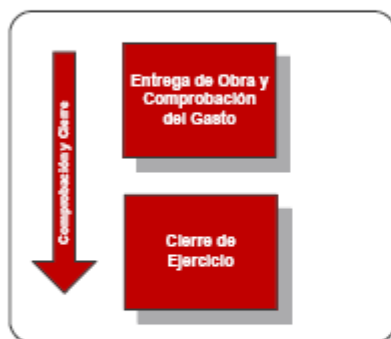 Comprobación y Cierre
Entrega de Obra y
Comprobación
del Gasto
Cierre de
Ejercicio